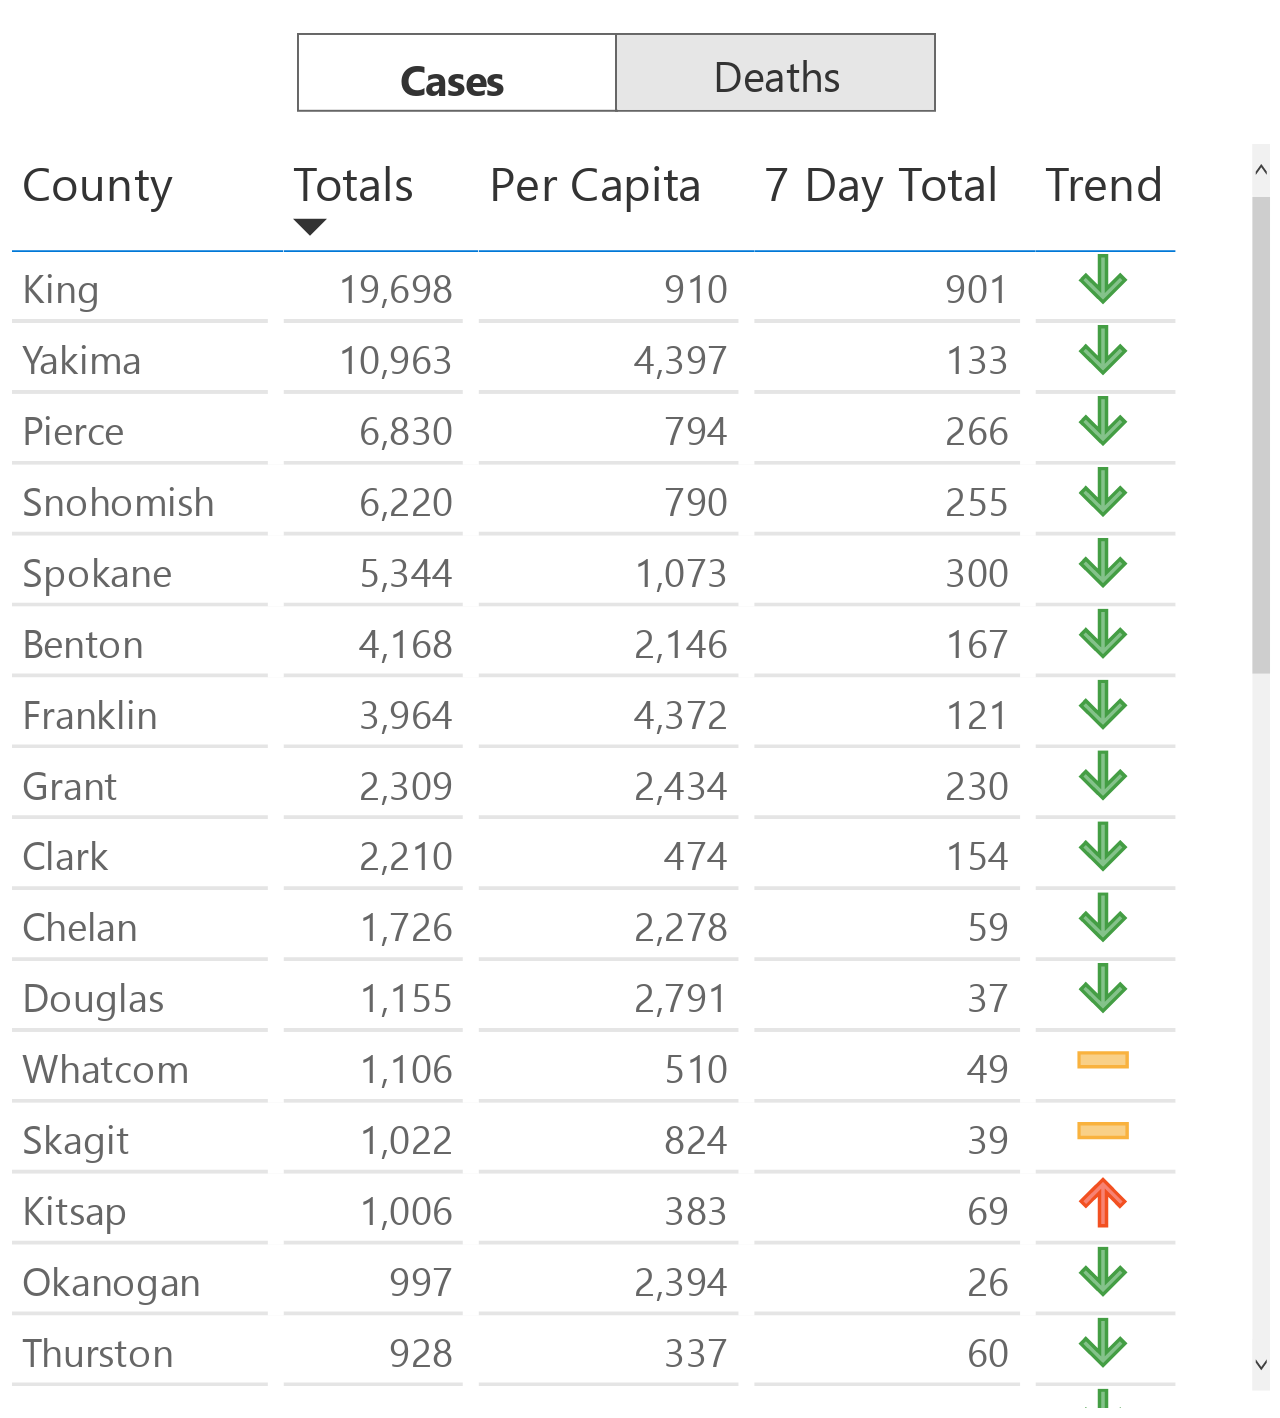 Cases Deaths
County Totals Per Capita 7 Day Total Trend
King 19,698 910 901
Yakima 10,963 4,397 133
Pierce 6,830 794 266
Snohomish 6,220 790 255
Spokane 5,344 1,073 300
Benton 4,168 2,146 167
Franklin 3,964 4,372 121
Grant 2,309 2,434 230
Clark 2,210 474 154
Chelan 1,726 2,278 59
Douglas 1,155 2,791 37
Whatcom 1,106 510 49
Skagit 1,022 824 39
Kitsap 1,006 383 69
Okanogan 997 2,394 26
Thurston 928 337 60